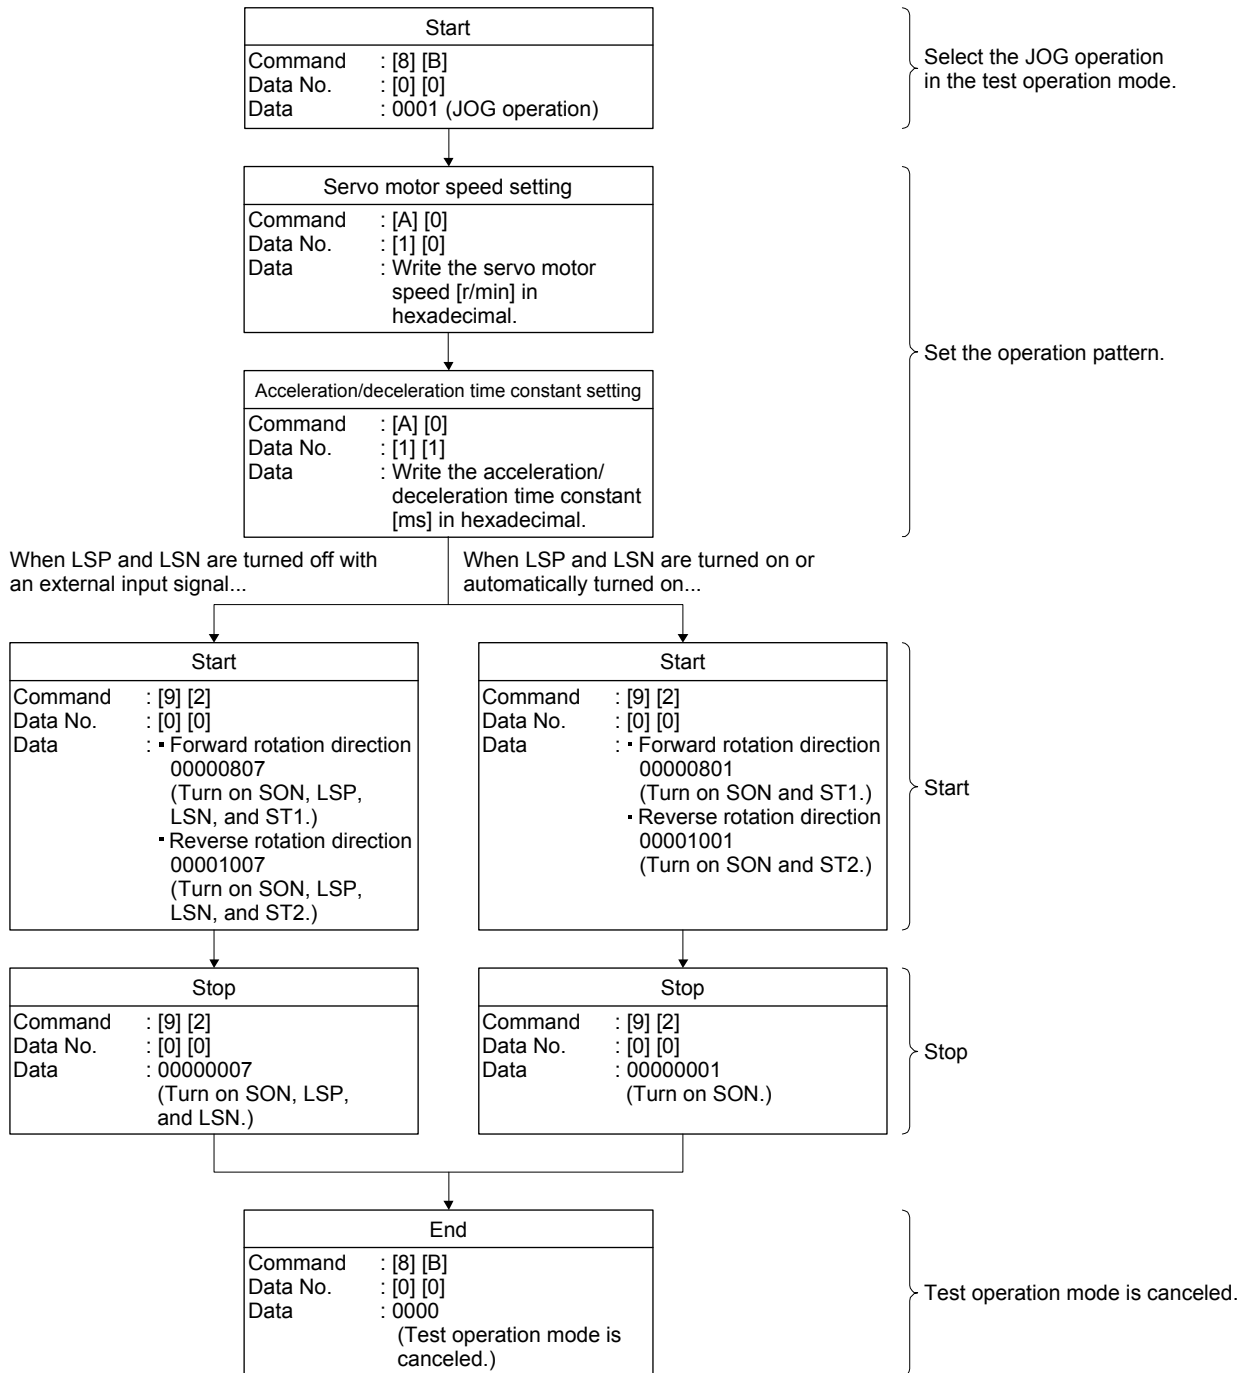 Start
Command : [8] [B]
Data No. : [0] [0]
Data : 0001 (JOG operation)
Select the JOG operation
in the test operation mode.
Servo motor speed setting
Command : [A] [0]
Data No. : [1] [0]
Data : Write the servo motor
speed [r/min] in
hexadecimal.
Acceleration/deceleration time constant setting
Command : [A] [0]
Data No. : [1] [1]
Data : Write the acceleration/
deceleration time constant
[ms] in hexadecimal.
Set the operation pattern.
When LSP and LSN are turned off with
an external input signal...
When LSP and LSN are turned on or
automatically turned on...
Start
Command : [9] [2]
Data No. : [0] [0]
Data : ▪ Forward rotation direction
00000807
(Turn on SON, LSP,
LSN, and ST1.)
▪ Reverse rotation direction
00001007
(Turn on SON, LSP,
LSN, and ST2.)
Start
Command : [9] [2]
Data No. : [0] [0]
Data : ▪ Forward rotation direction
00000801
(Turn on SON and ST1.)
▪ Reverse rotation direction
00001001
(Turn on SON and ST2.)
Start
Stop
Command : [9] [2]
Data No. : [0] [0]
Data : 00000007
(Turn on SON, LSP,
and LSN.)
Stop
Command : [9] [2]
Data No. : [0] [0]
Data : 00000001
(Turn on SON.)
Stop
End
Command : [8] [B]
Data No. : [0] [0]
Data : 0000
(Test operation mode is
canceled.)
Test operation mode is canceled.